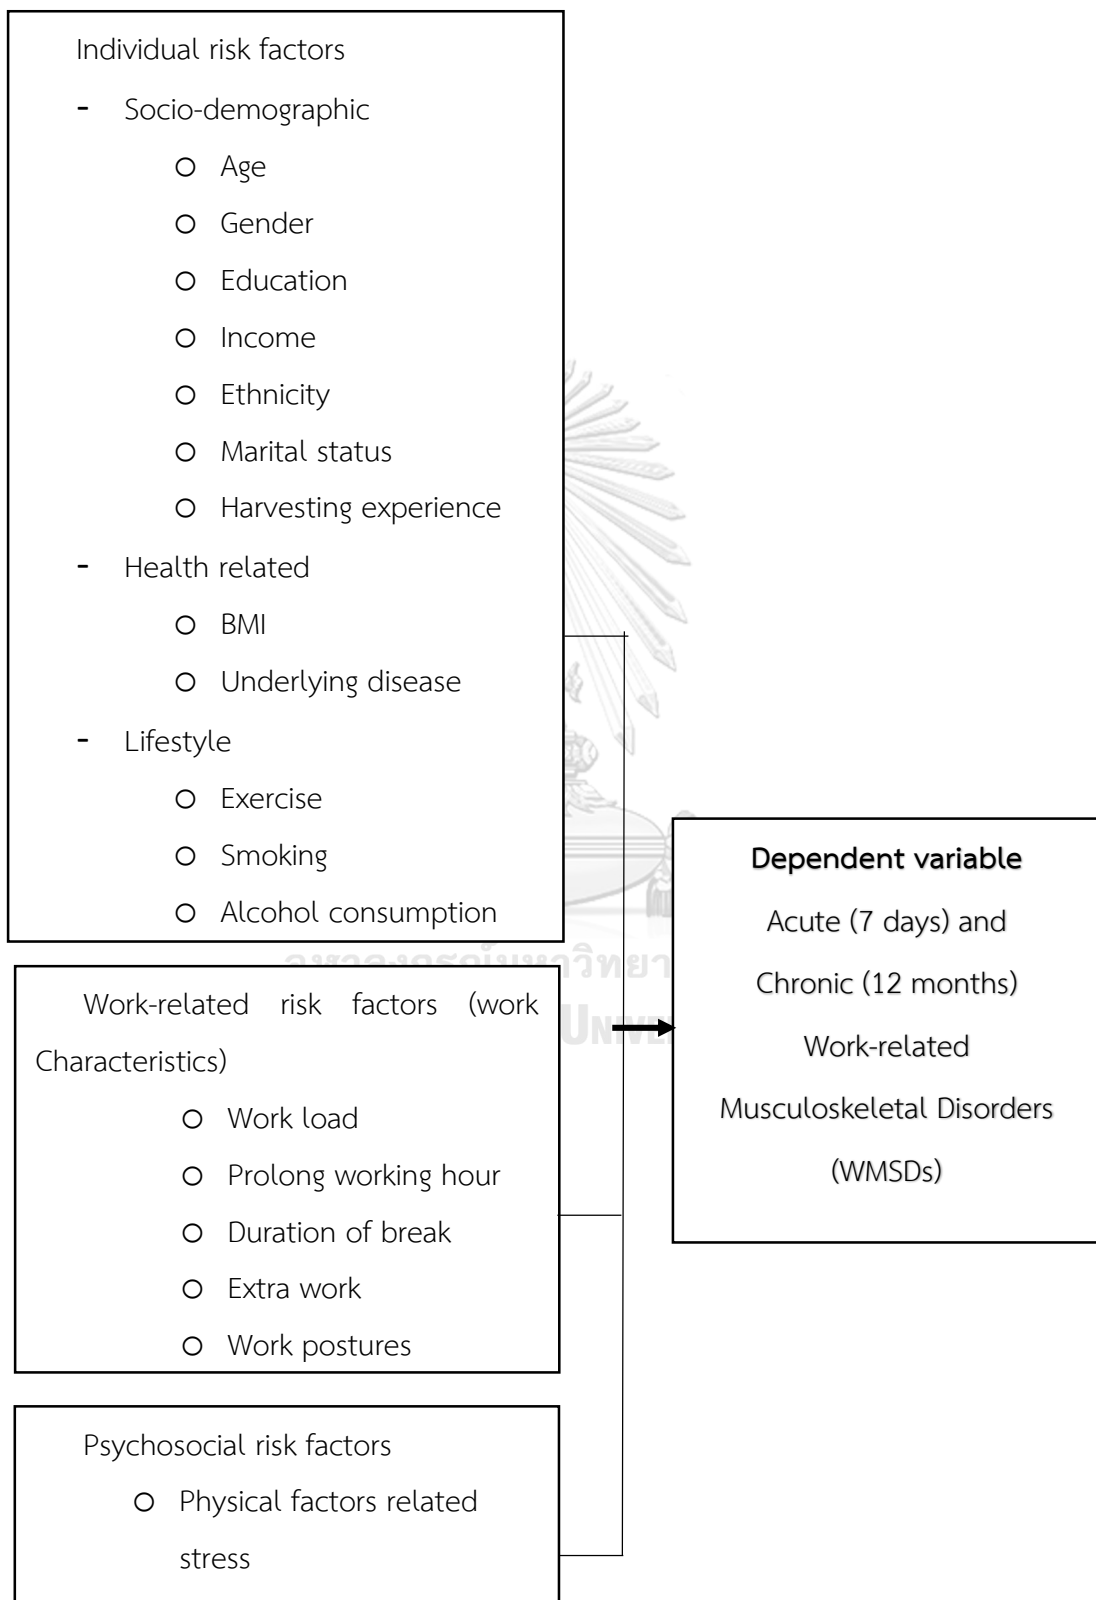 Individual risk factors
- Socio-demographic
o Age
o Gender
o Education
o Income
o Ethnicity
o Marital status
o Harvesting experience
- Health related
o BMI
o Underlying disease
- Lifestyle
o Exercise
o Smoking
o Alcohol consumption
Work-related risk factors (work
Characteristics)
o Work load
o Prolong working hour
o Duration of break
o Extra work
o Work postures
Psychosocial risk factors
o Physical factors related
stress
Dependent variable
Acute (7 days) and
Chronic (12 months)
Work-related
Musculoskeletal Disorders
(WMSDs)